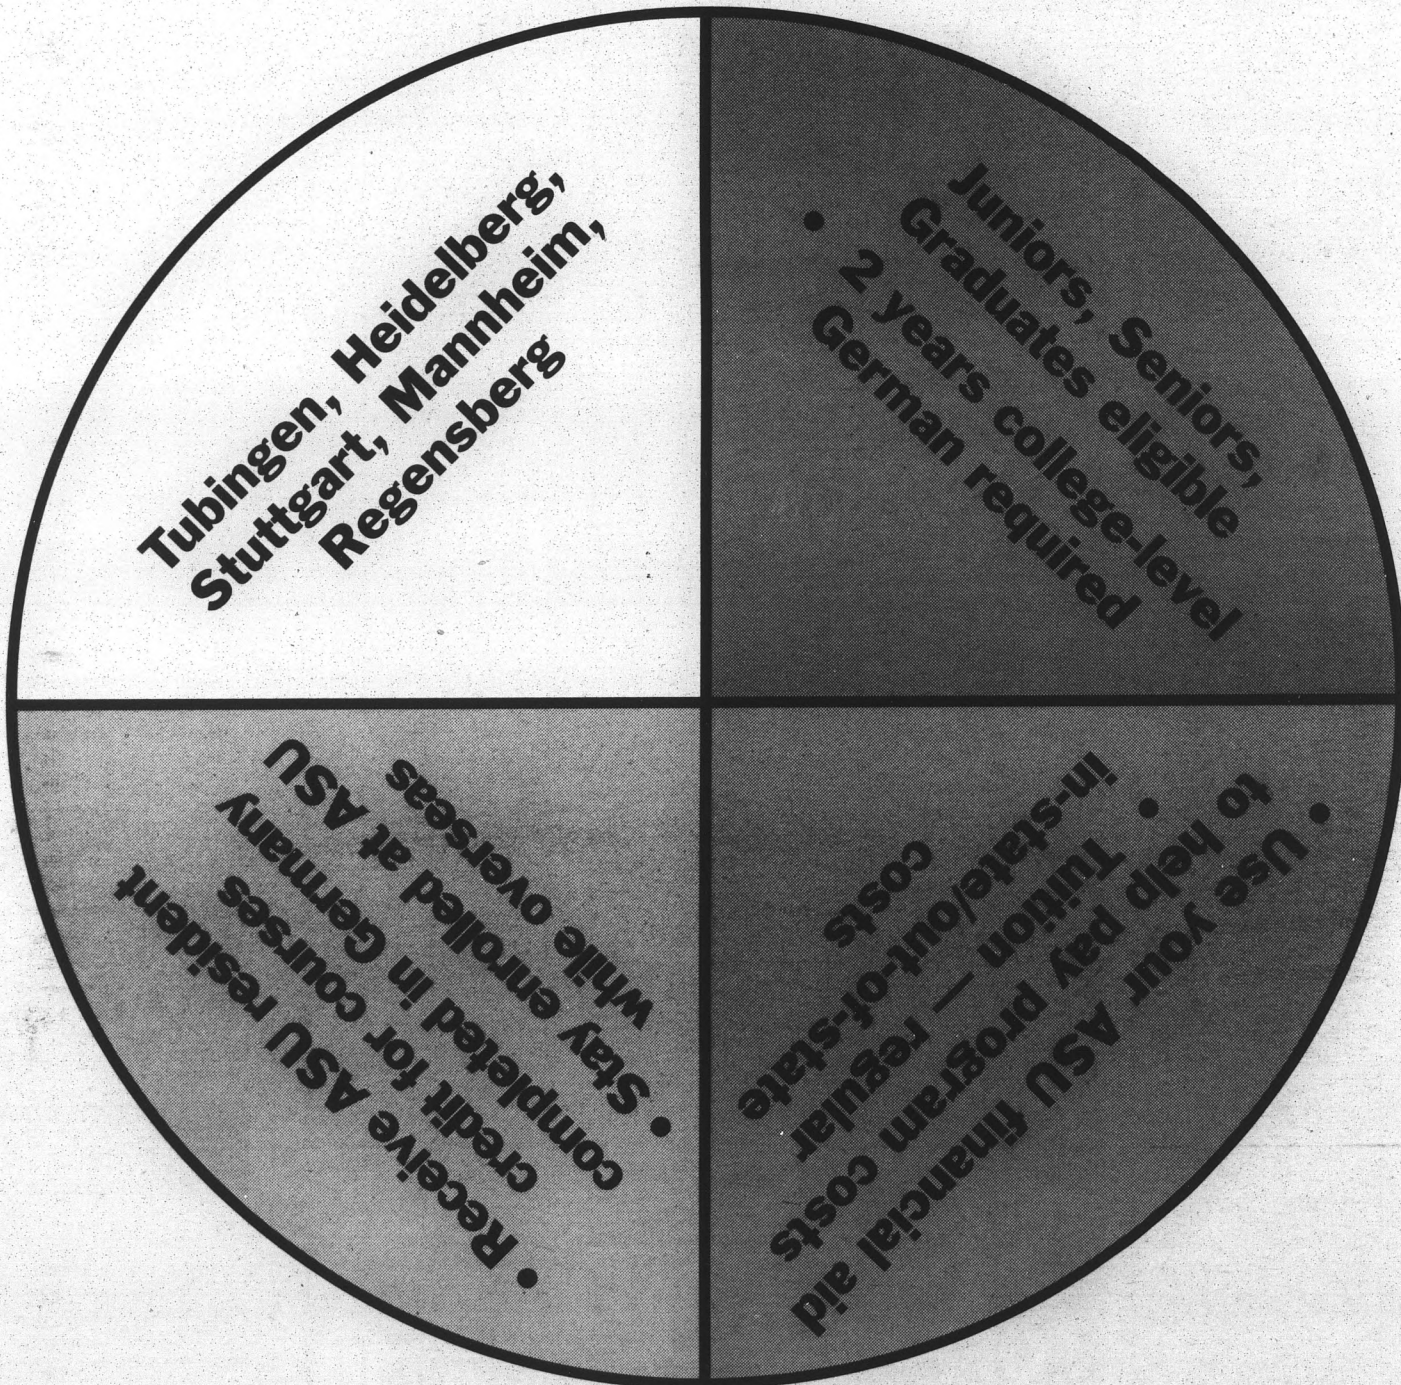 Tubingen, Heidelberg,
Stuttgart, Mannheim,
Regensberg
Juniors, Seniors,
Graduates eligible
• 2 years college-level
German required
• Use your ASU financial aid
to help pay program costs
• Tuition — regular
in-state/out-of-state
costs
• Receive ASU resident
credit for courses
completed in Germany
• Stay enrolled at ASU
while overseas